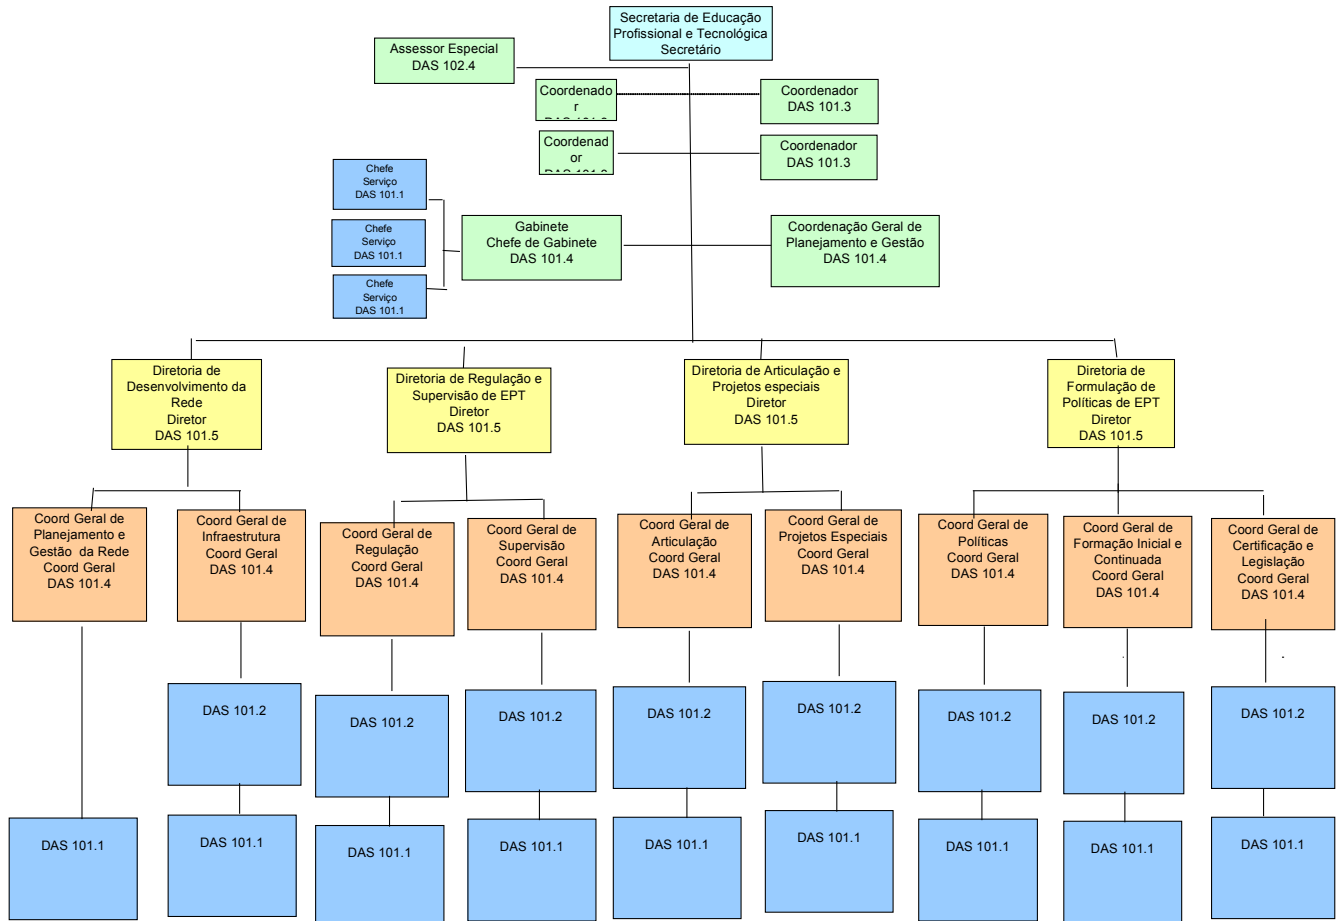 Secretaria de Educação
Profissional e Tecnológica
Secretário
Assessor Especial
DAS 102.4
Coordenado
r
Coordenador
DAS 101.3
Coordenad
or
Coordenador
DAS 101.3
Chefe
Serviço
DAS 101.1
Chefe
Serviço
DAS 101.1
Chefe
Serviço
DAS 101.1
Gabinete
Chefe de Gabinete
DAS 101.4
Coordenação Geral de
Planejamento e Gestão
DAS 101.4
Diretoria de
Desenvolvimento da
Rede
Diretor
DAS 101.5
Diretoria de Regulação e
Supervisão de EPT
Diretor
DAS 101.5
Diretoria de Articulação e
Projetos especiais
Diretor
DAS 101.5
Diretoria de
Formulação de
Políticas de EPT
Diretor
DAS 101.5
Coord Geral de
Planejamento e
Gestão da Rede
Coord Geral
DAS 101.4
Coord Geral de
Infraestrutura
Coord Geral
DAS 101.4
Coord Geral de
Regulação
Coord Geral
DAS 101.4
Coord Geral de
Supervisão
Coord Geral
DAS 101.4
Coord Geral de
Articulação
Coord Geral
DAS 101.4
Coord Geral de
Projetos Especiais
Coord Geral
DAS 101.4
Coord Geral de
Políticas
Coord Geral
DAS 101.4
Coord Geral de
Formação Inicial e
Continuada
Coord Geral
DAS 101.4
Coord Geral de
Certificação e
Legislação
Coord Geral
DAS 101.4
DAS 101.2
DAS 101.2
DAS 101.2
DAS 101.2
DAS 101.2
DAS 101.2
DAS 101.2
DAS 101.2
DAS 101.1
DAS 101.1
DAS 101.1
DAS 101.1
DAS 101.1
DAS 101.1
DAS 101.1
DAS 101.1
DAS 101.1